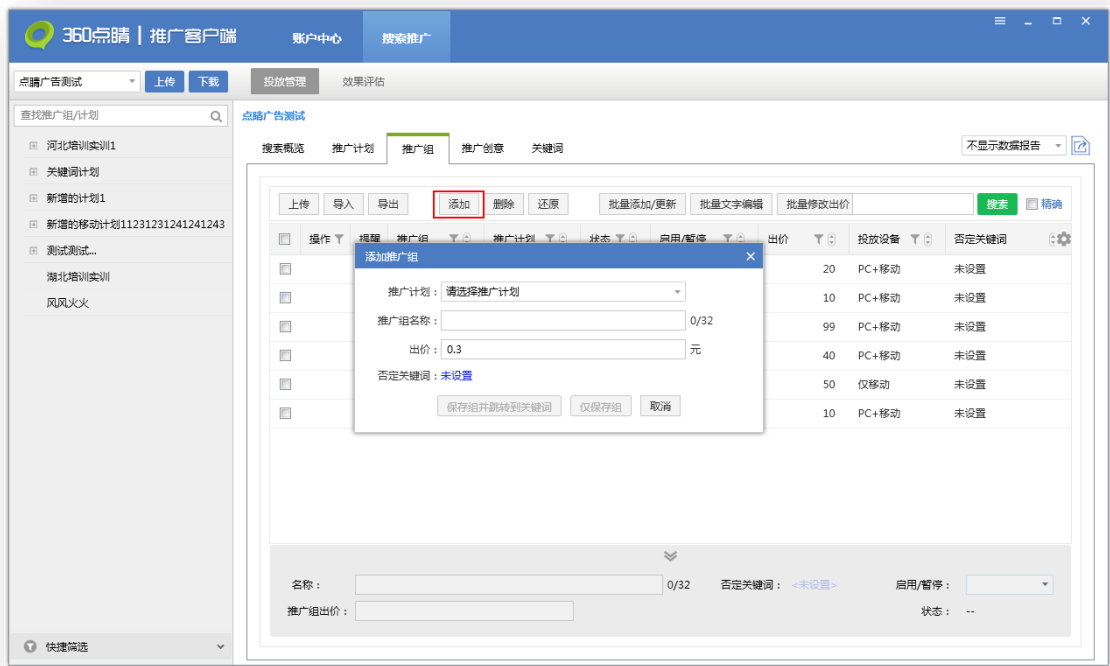 360点睛 | 推广客户端 账户中心 搜索推广
点睛广告测试 上传 下载 投放管理 效果评估
查找推广组/计划
河北培训实训1
关键词计划
新增的计划1
新增的移动计划11231231241241243
测试测试...
湖北培训实训
风风火火
快捷筛选
点睛广告测试
搜索概览 推广计划 推广组 推广创意 关键词 不显示数据报告
上传 导入 导出 添加 删除 还原 批量添加/更新 批量文字编辑 批量修改出价 搜索 精确
操作 提醒 推广组 推广计划 状态 启用/暂停 出价 投放设备 否定关键词
20 PC+移动 未设置
10 PC+移动 未设置
99 PC+移动 未设置
40 PC+移动 未设置
50 仅移动 未设置
10 PC+移动 未设置
添加推广组
推广计划： 请选择推广计划
推广组名称： 0/32
出价： 0.3 元
否定关键词：未设置
保存组并跳转到关键词 仅保存组 取消
名称： 0/32 否定关键词： <未设置> 启用/暂停：
推广组出价： 状态： --